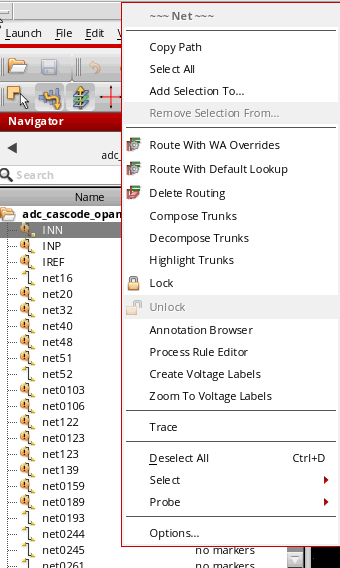 ~~~ Net ~~~
Launch File Edit
Copy Path
Select All
Add Selection To...
Remove Selection From...
Navigator
Route With WA Overrides
adc_
Route With Default Lookup
Search
Delete Routing
Name
Compose Trunks
adc_cascode_opan
INN
Decompose Trunks
INP
Highlight Trunks
IREF
net16
Lock
net20
Unlock
net32
net40
Annotation Browser
net48
Process Rule Editor
net51
net52
Create Voltage Labels
net0103
Zoom To Voltage Labels
net0106
net122
Trace
net0123
net123
Deselect All Ctrl+D
net139
net0159
Select
net0189
Probe
net0193
net0244
Options...
net0245 no markers
net0261